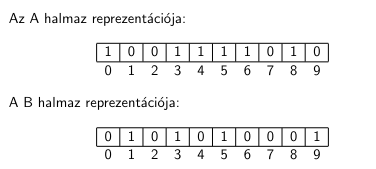 Az A halmaz reprezentációja:
1 0 0 1 1 1 1 0 1 0
0 1 2 3 4 5 6 7 8 9
A B halmaz reprezentációja:
0 1 0 1 0 1 0 0 0 1
0 1 2 3 4 5 6 7 8 9